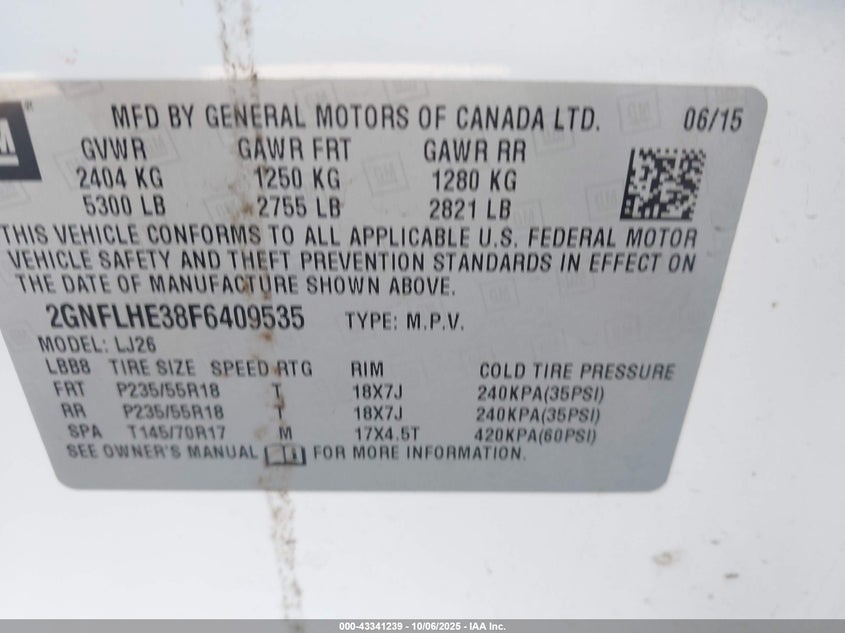 GM®
MFD BY GENERAL MOTORS OF CANADA LTD. 06/15
GVWR GAWR FRT GAWR RR
2404 KG 1250 KG 1280 KG
5300 LB 2755 LB 2821 LB
THIS VEHICLE CONFORMS TO ALL APPLICABLE U.S. FEDERAL MOTOR
VEHICLE SAFETY AND THEFT PREVENTION STANDARDS IN EFFECT ON
THE DATE OF MANUFACTURE SHOWN ABOVE.
2GNFLHE38F6409535 TYPE: M.P.V.
MODEL: LJ26
LBB8 TIRE SIZE SPEED RTG RIM COLD TIRE PRESSURE
FRT P235/55R18 T 18X7J 240KPA(35PSI)
RR P235/55R18 T 18X7J 240KPA(35PSI)
SPA T145/70R17 M 17X4.5T 420KPA(60PSI)
SEE OWNER'S MANUAL FOR MORE INFORMATION.
000-43341239 - 10/06/2025 - IAA Inc.